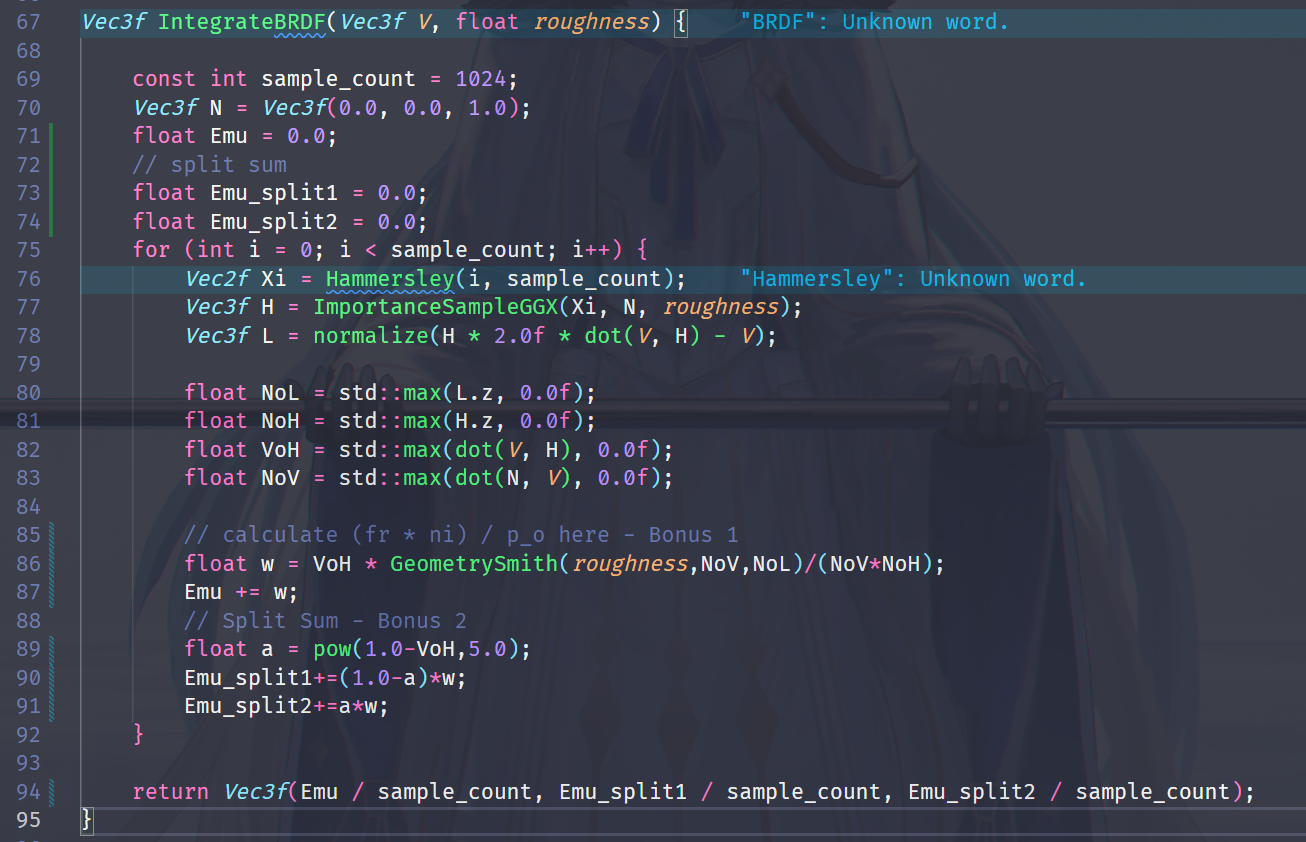 67 Vec3f IntegrateBRDF(Vec3f V, float roughness) { "BRDF": Unknown word.
68
69 const int sample_count = 1024;
70 Vec3f N = Vec3f(0.0, 0.0, 1.0);
71 float Emu = 0.0;
72 // split sum
73 float Emu_split1 = 0.0;
74 float Emu_split2 = 0.0;
75 for (int i = 0; i < sample_count; i++) {
76 Vec2f Xi = Hammersley(i, sample_count); "Hammersley": Unknown word.
77 Vec3f H = ImportanceSampleGGX(Xi, N, roughness);
78 Vec3f L = normalize(H * 2.0f * dot(V, H) - V);
79
80 float NoL = std::max(L.z, 0.0f);
81 float NoH = std::max(H.z, 0.0f);
82 float VoH = std::max(dot(V, H), 0.0f);
83 float NoV = std::max(dot(N, V), 0.0f);
84
85 // calculate (fr * ni) / p_o here - Bonus 1
86 float w = VoH * GeometrySmith(roughness,NoV,NoL)/(NoV*NoH);
87 Emu += w;
88 // Split Sum - Bonus 2
89 float a = pow(1.0-VoH,5.0);
90 Emu_split1+=(1.0-a)*w;
91 Emu_split2+=a*w;
92 }
93
94 return Vec3f(Emu / sample_count, Emu_split1 / sample_count, Emu_split2 / sample_count);
95 }